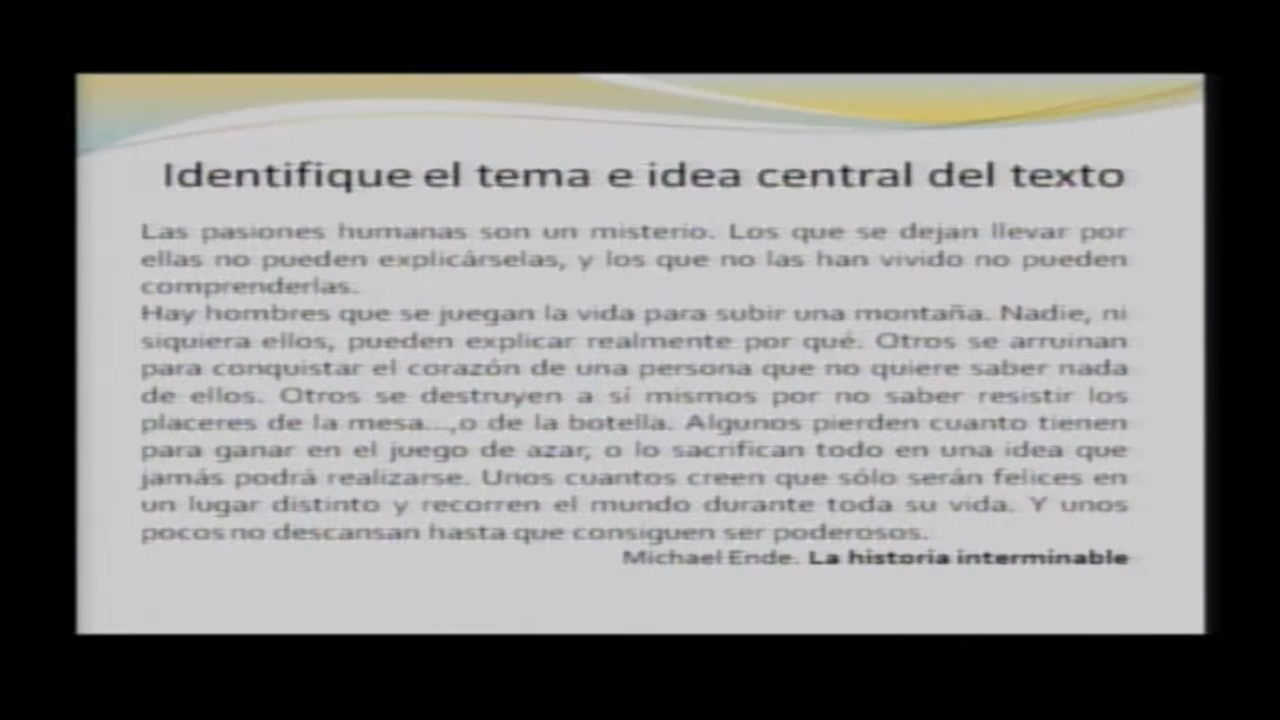 Identifique el tema e idea central del texto
Las pasiones humanas son un misterio. Los que se dejan llevar por
ellas no pueden explicárselas, y los que no las han vivido no pueden
comprenderlas.
Hay hombres que se juegan la vida para subir una montaña. Nadie, ni
siquiera ellos, pueden explicar realmente por qué. Otros se arruinan
para conquistar el corazón de una persona que no quiere saber nada
de ellos. Otros se destruyen a sí mismos por no saber resistir los
placeres de la mesa...,o de la botella. Algunos pierden cuanto tienen
para ganar en el juego de azar, o lo sacrifican todo en una idea que
jamás podrá realizarse. Unos cuantos creen que sólo serán felices en
un lugar distinto y recorren el mundo durante toda su vida. Y unos
pocos no descansan hasta que consiguen ser poderosos.
Michael Ende. La historia interminable